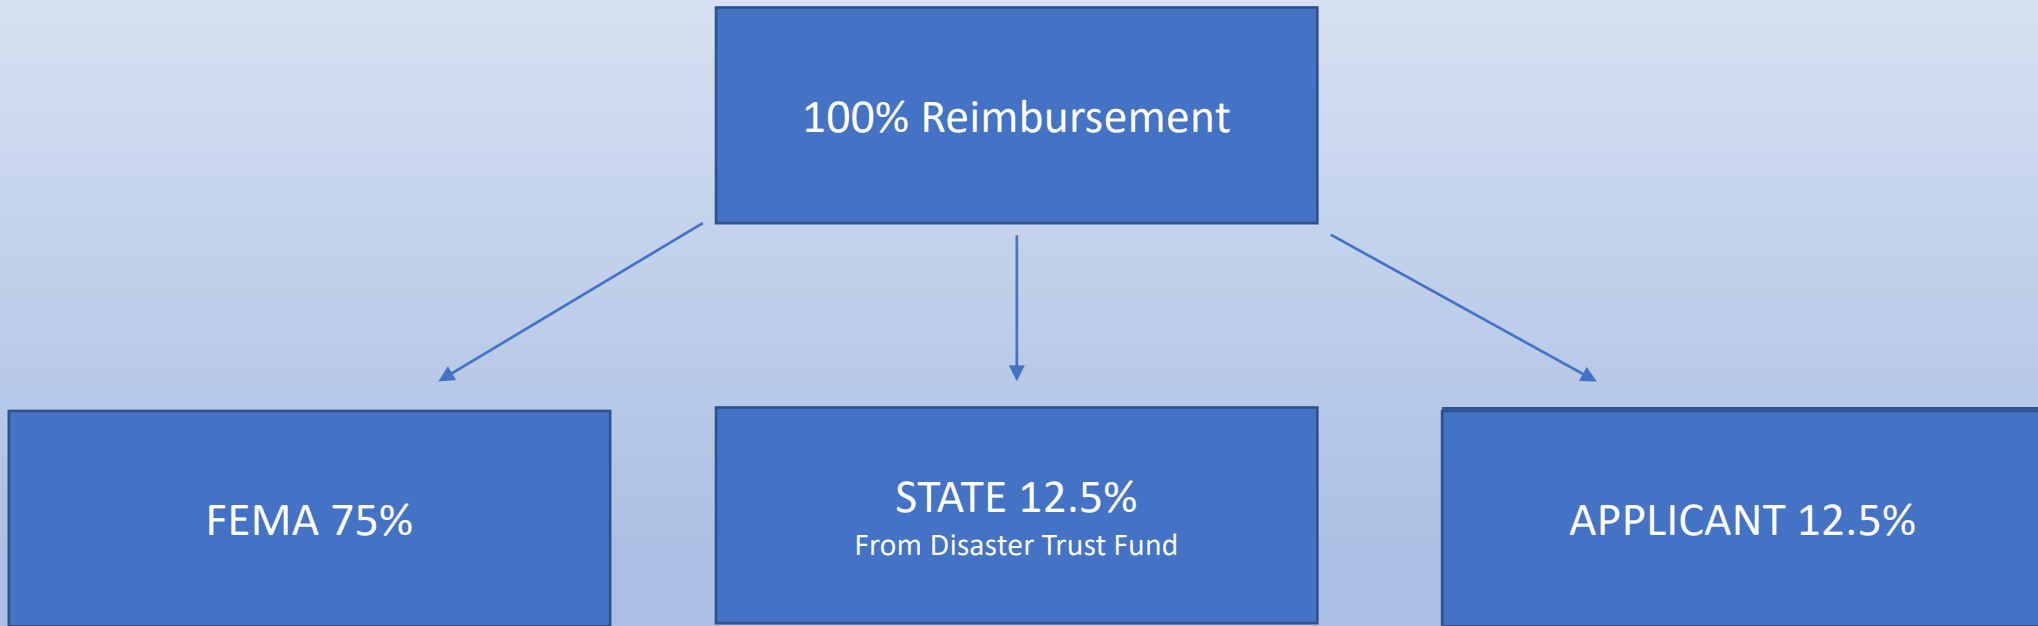 100% Reimbursement
FEMA 75%
STATE 12.5%
From Disaster Trust Fund
APPLICANT 12.5%